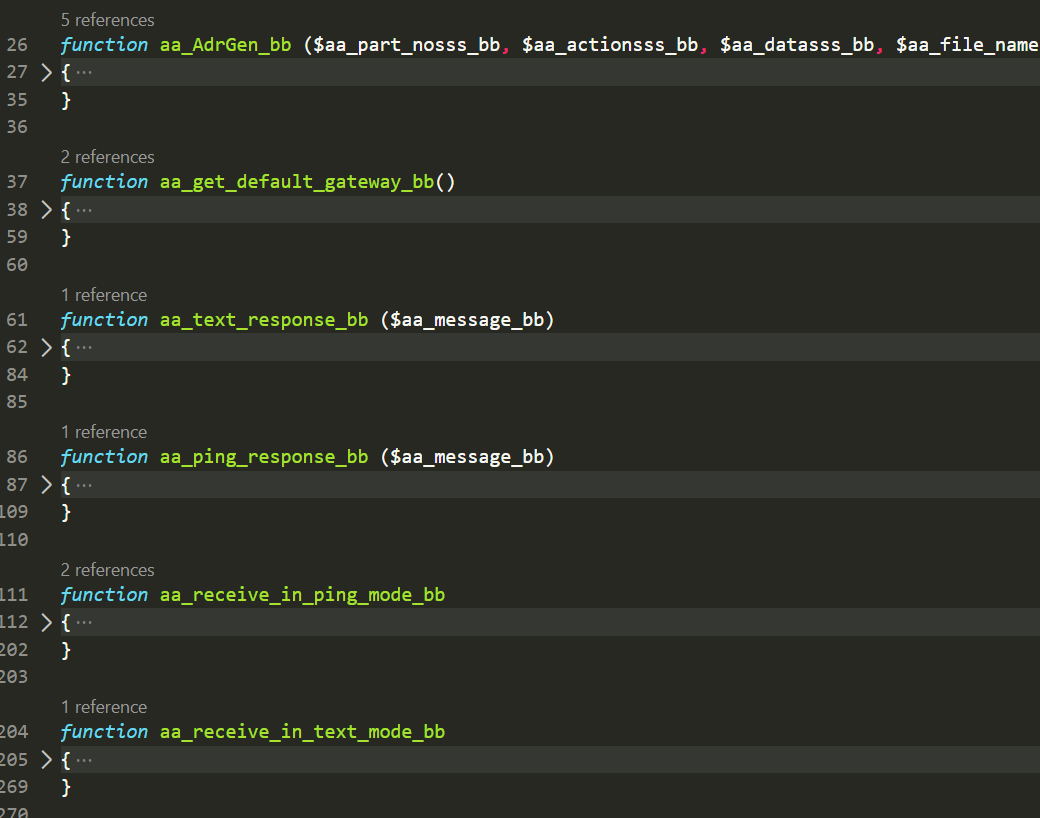 5 references
26 function aa_AdrGen_bb ($aa_part_nosss_bb, $aa_actionsss_bb, $aa_datasss_bb, $aa_file_name
27 > { ···
35 }
36
2 references
37 function aa_get_default_gateway_bb()
38 > { ···
59 }
60
1 reference
61 function aa_text_response_bb ($aa_message_bb)
62 > { ···
84 }
85
1 reference
86 function aa_ping_response_bb ($aa_message_bb)
87 > { ···
109 }
110
2 references
111 function aa_receive_in_ping_mode_bb
112 > { ···
202 }
203
1 reference
204 function aa_receive_in_text_mode_bb
205 > { ···
269 }
270